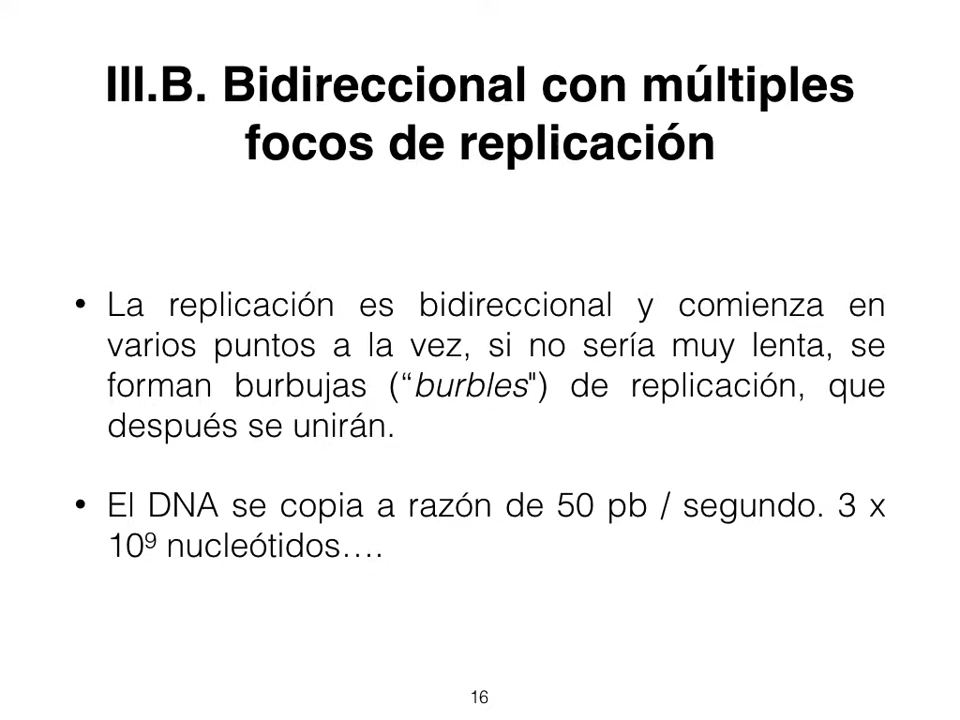 III.B. Bidireccional con múltiples
focos de replicación
• La replicación es bidireccional y comienza en
varios puntos a la vez, si no sería muy lenta, se
forman burbujas (“burbles") de replicación, que
después se unirán.
• El DNA se copia a razón de 50 pb / segundo. 3 x
10⁹ nucleótidos….
16